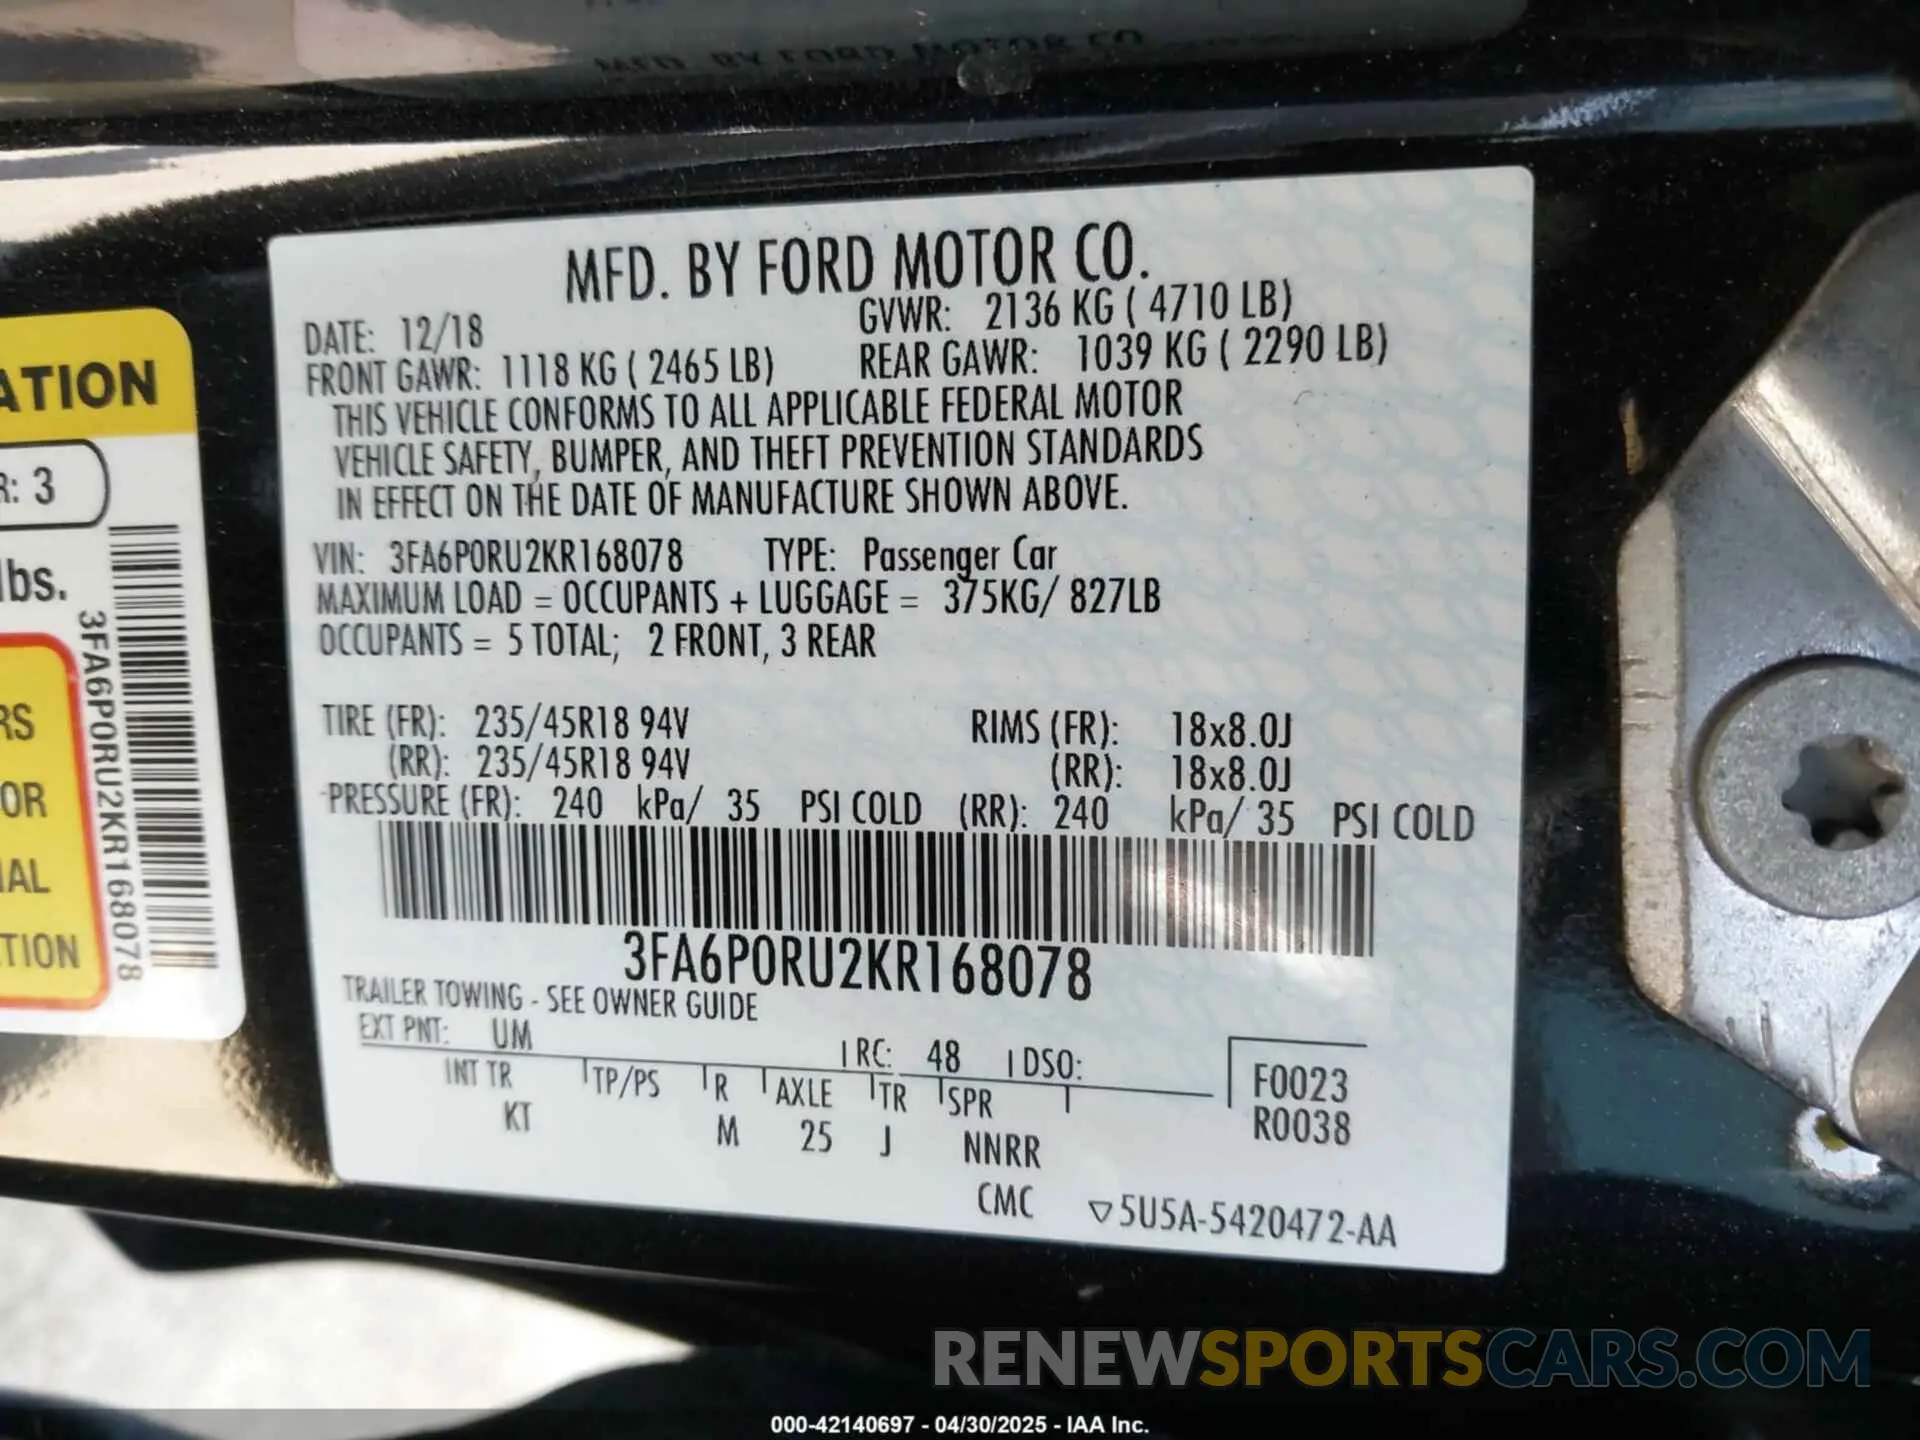 MFD. BY FORD MOTOR CO.
MFD. BY FORD MOTOR CO.
DATE: 12/18 GVWR: 2136 KG ( 4710 LB)
FRONT GAWR: 1118 KG ( 2465 LB) REAR GAWR: 1039 KG ( 2290 LB)
THIS VEHICLE CONFORMS TO ALL APPLICABLE FEDERAL MOTOR
VEHICLE SAFETY, BUMPER, AND THEFT PREVENTION STANDARDS
IN EFFECT ON THE DATE OF MANUFACTURE SHOWN ABOVE.
VIN: 3FA6P0RU2KR168078 TYPE: Passenger Car
MAXIMUM LOAD = OCCUPANTS + LUGGAGE = 375KG/ 827LB
OCCUPANTS = 5 TOTAL; 2 FRONT, 3 REAR
TIRE (FR): 235/45R18 94V RIMS (FR): 18x8.0J
(RR): 235/45R18 94V (RR): 18x8.0J
PRESSURE (FR): 240 kPa/ 35 PSI COLD (RR): 240 kPa/ 35 PSI COLD
3FA6P0RU2KR168078
TRAILER TOWING - SEE OWNER GUIDE
EXT PNT: UM RC: 48 DSO:
INT TR TP/PS R AXLE TR SPR F0023
KT M 25 J NNRR R0038
CMC ▽5U5A-5420472-AA
ATION
R: 3
lbs.
3FA6P0RU2KR168078
RS
OR
IAL
TION
RENEWSPORTSCARS.COM
000-42140697 - 04/30/2025 - IAA Inc.